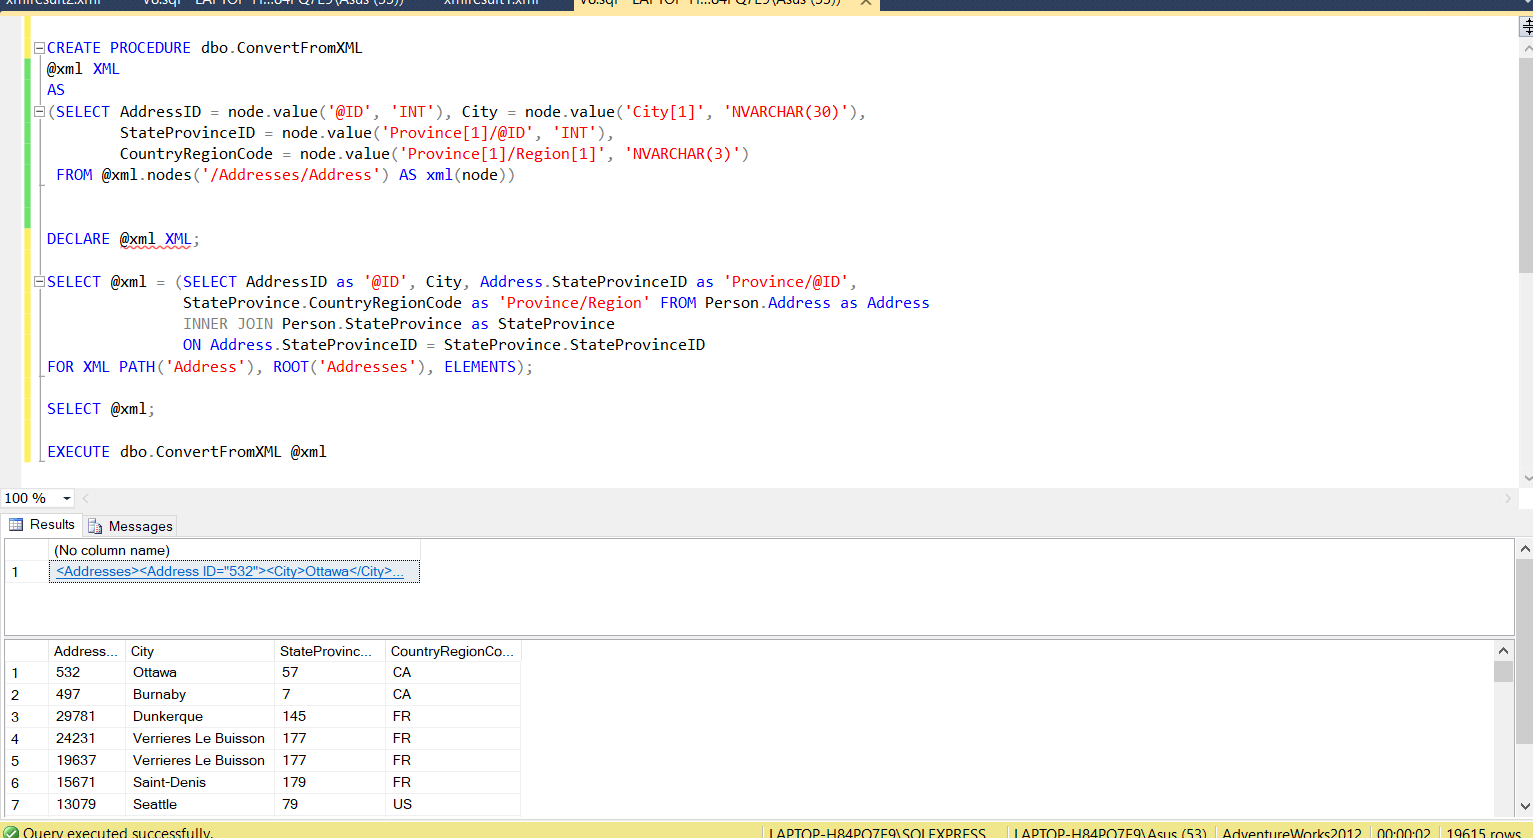 CREATE PROCEDURE dbo.ConvertFromXML
@xml XML
AS
(SELECT AddressID = node.value('@ID', 'INT'), City = node.value('City[1]', 'NVARCHAR(30)'),
StateProvinceID = node.value('Province[1]/@ID', 'INT'),
CountryRegionCode = node.value('Province[1]/Region[1]', 'NVARCHAR(3)')
FROM @xml.nodes('/Addresses/Address') AS xml(node))
DECLARE @xml XML;
SELECT @xml = (SELECT AddressID as '@ID', City, Address.StateProvinceID as 'Province/@ID',
StateProvince.CountryRegionCode as 'Province/Region' FROM Person.Address as Address
INNER JOIN Person.StateProvince as StateProvince
ON Address.StateProvinceID = StateProvince.StateProvinceID
FOR XML PATH('Address'), ROOT('Addresses'), ELEMENTS);
SELECT @xml;
EXECUTE dbo.ConvertFromXML @xml
100 %
Results Messages
(No column name)
1 <Addresses><Address ID="532"><City>Ottawa</City>...
Address... City StateProvinc... CountryRegionCo...
1 532 Ottawa 57 CA
2 497 Burnaby 7 CA
3 29781 Dunkerque 145 FR
4 24231 Verrieres Le Buisson 177 FR
5 19637 Verrieres Le Buisson 177 FR
6 15671 Saint-Denis 179 FR
7 13079 Seattle 79 US
Query executed successfully. LAPTOP-H84PQ7F9\SQLEXPRESS LAPTOP-H84PQ7F9\Asus (53) AdventureWorks2012 00:00:02 19615 rows